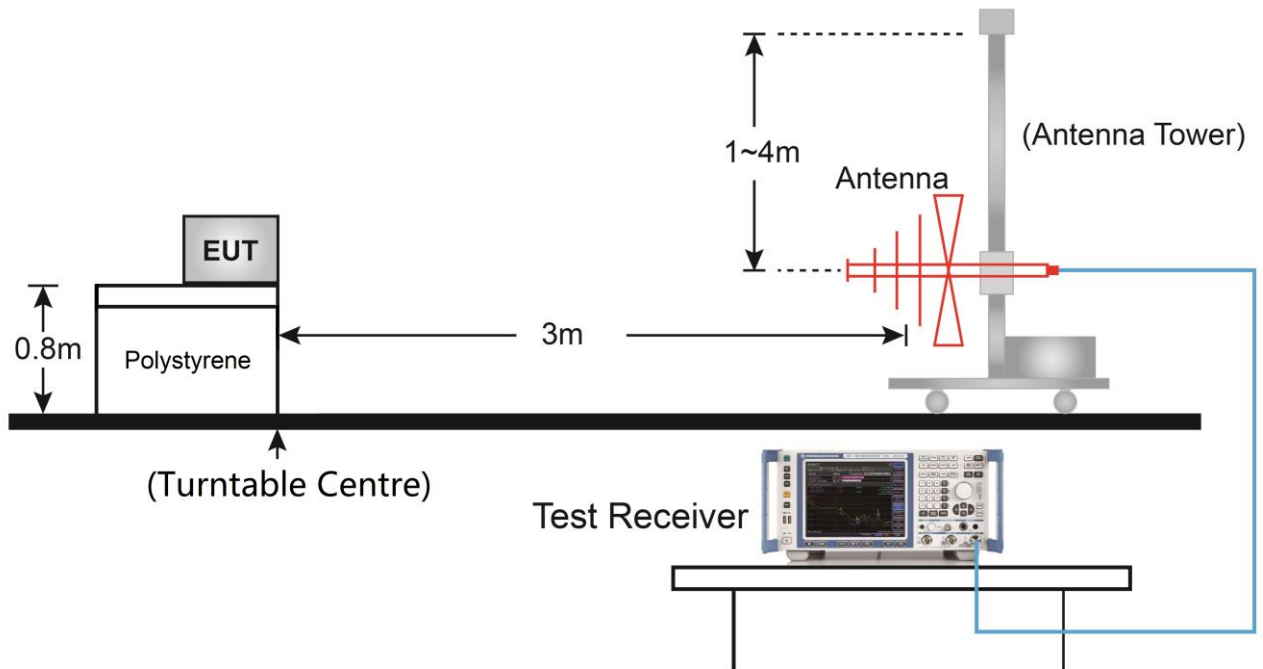 1~4m
(Antenna Tower)
Antenna
EUT
0.8m
Polystyrene
3m
(Turntable Centre)
Test Receiver